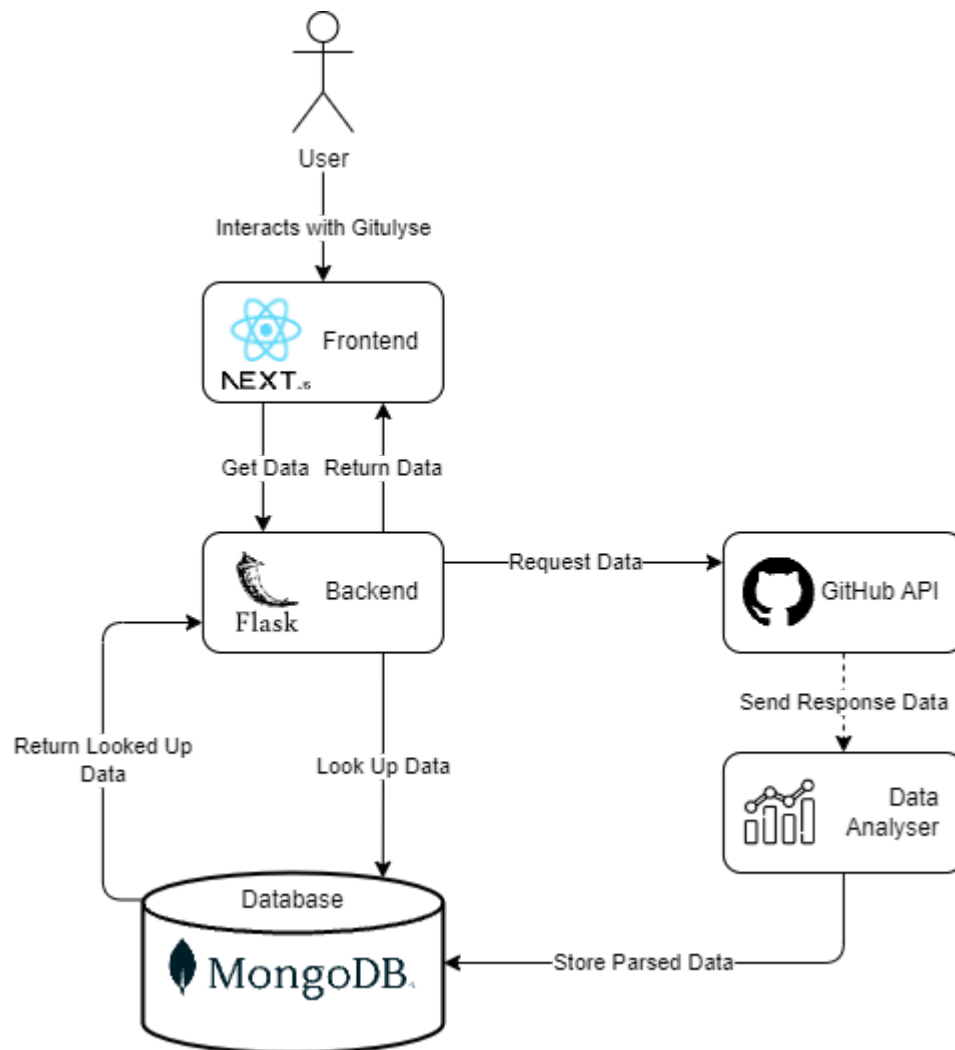 User
Interacts with Gitulyse
Frontend
NEXT.JS
Get Data
Return Data
Flask
Backend
Request Data
GitHub API
Send Response Data
Return Looked Up
Data
Look Up Data
Data
Analyser
Database
MongoDB
Store Parsed Data